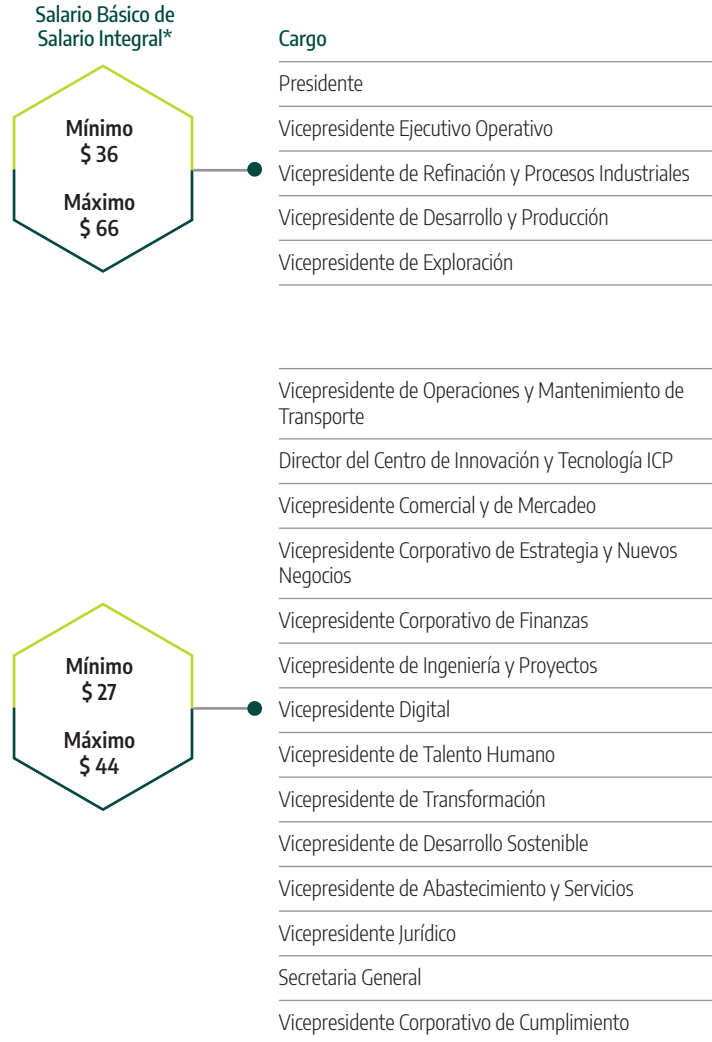 Salario Básico de
Salario Integral*
Cargo
Mínimo
$ 36
Máximo
$ 66
Presidente
Vicepresidente Ejecutivo Operativo
Vicepresidente de Refinación y Procesos Industriales
Vicepresidente de Desarrollo y Producción
Vicepresidente de Exploración
Mínimo
$ 27
Máximo
$ 44
Vicepresidente de Operaciones y Mantenimiento de
Transporte
Director del Centro de Innovación y Tecnología ICP
Vicepresidente Comercial y de Mercadeo
Vicepresidente Corporativo de Estrategia y Nuevos
Negocios
Vicepresidente Corporativo de Finanzas
Vicepresidente de Ingeniería y Proyectos
Vicepresidente Digital
Vicepresidente de Talento Humano
Vicepresidente de Transformación
Vicepresidente de Desarrollo Sostenible
Vicepresidente de Abastecimiento y Servicios
Vicepresidente Jurídico
Secretaria General
Vicepresidente Corporativo de Cumplimiento